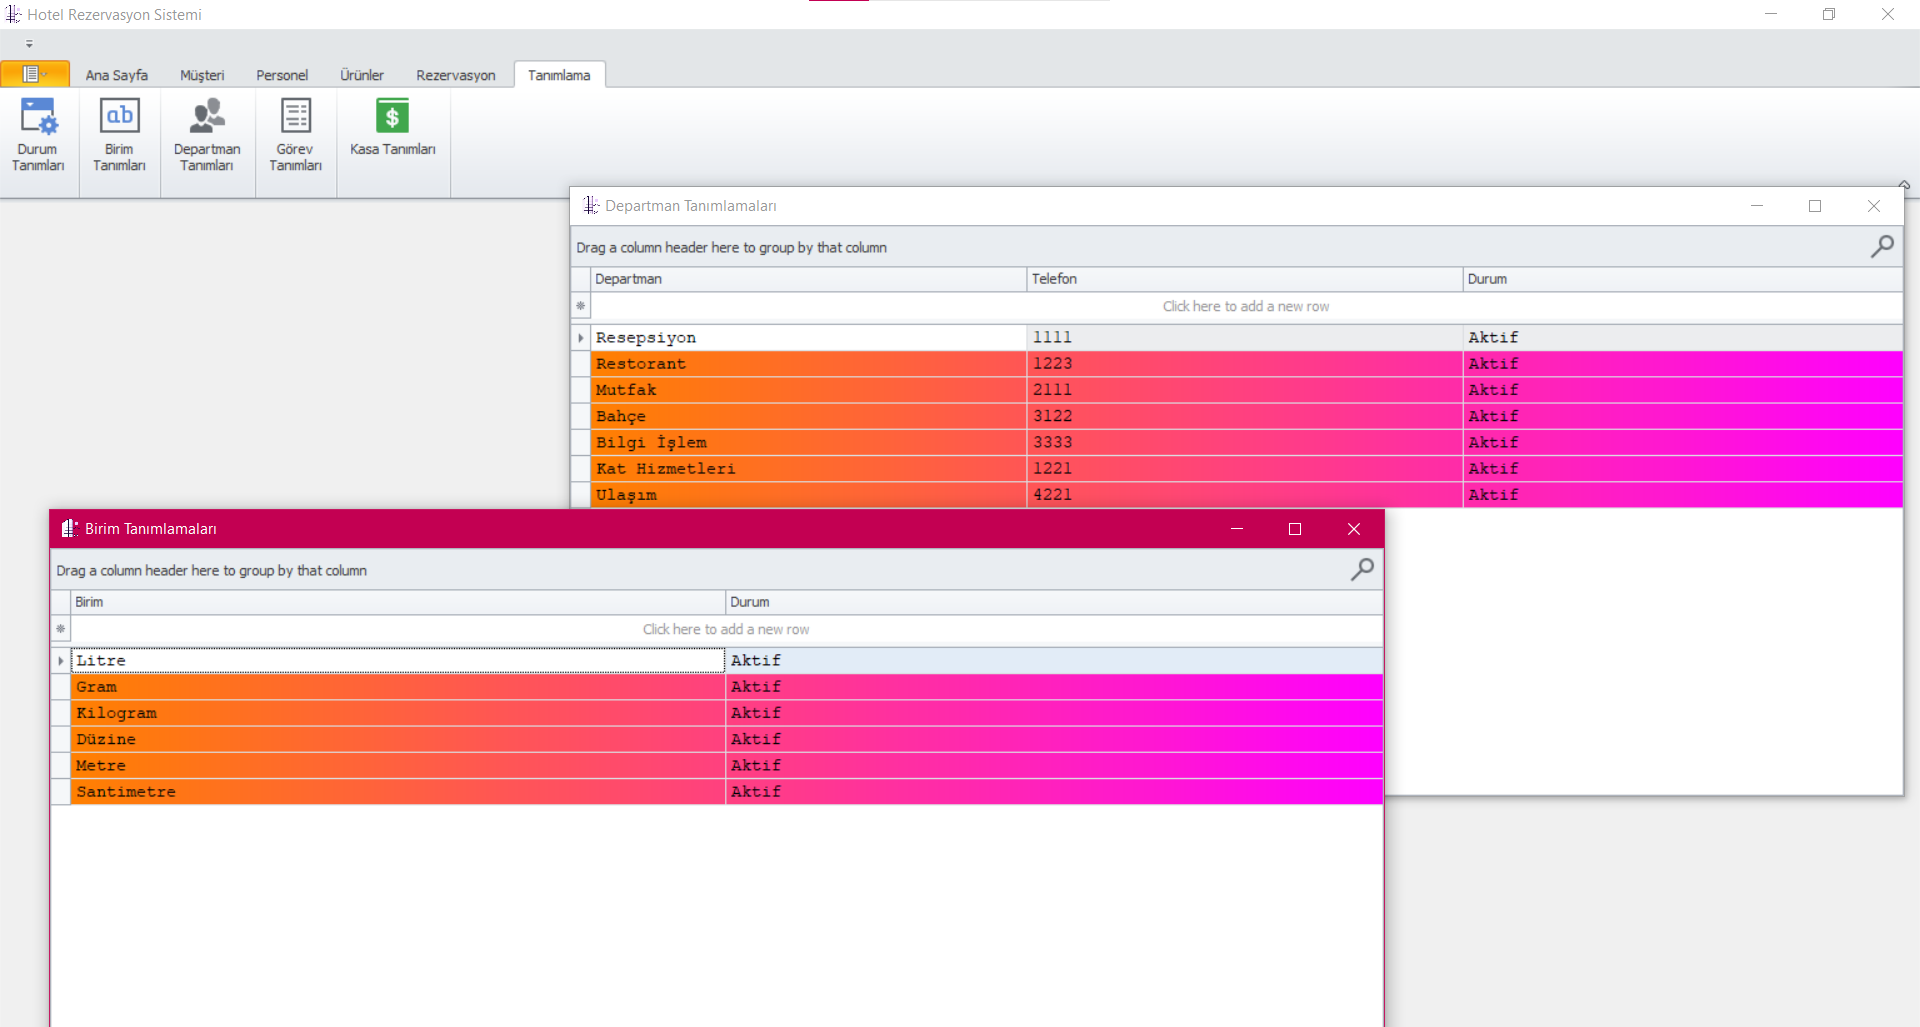 Hotel Rezervasyon Sistemi
Ana Sayfa Müşteri Personel Ürünler Rezervasyon Tanımlama
Durum Tanımları
Birim Tanımları
Departman Tanımları
Görev Tanımları
Kasa Tanımları
Departman Tanımlamaları
Drag a column header here to group by that column
Departman Telefon Durum
Click here to add a new row
Resepsiyon 1111 Aktif
Restorant 1223 Aktif
Mutfak 2111 Aktif
Bahçe 3122 Aktif
Bilgi İşlem 3333 Aktif
Kat Hizmetleri 1221 Aktif
Ulaşım 4221 Aktif
Birim Tanımlamaları
Drag a column header here to group by that column
Birim Durum
Click here to add a new row
Litre Aktif
Gram Aktif
Kilogram Aktif
Düzine Aktif
Metre Aktif
Santimetre Aktif